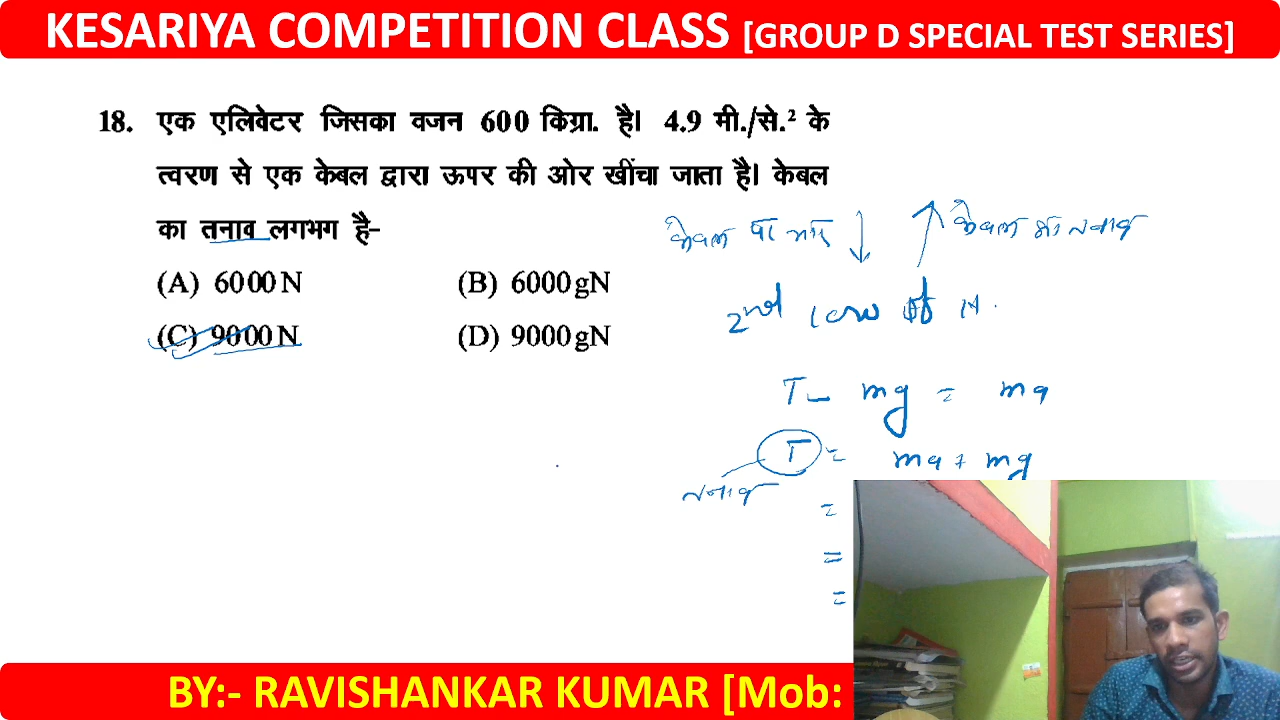 KESARIYA COMPETITION CLASS [GROUP D SPECIAL TEST SERIES]
18. एक एलिवेटर जिसका वजन 600 किग्रा. है। 4.9 मी./से.² के
त्वरण से एक केबल द्वारा ऊपर की ओर खींचा जाता है। केबल
का तनाव लगभग है-
(A) 6000 N (B) 6000 gN
(C) 9000 N (D) 9000 gN
केबल पर भार ↓ ↑ केबल का तनाव
2nd law of N.
T - mg = ma
T = ma + mg
तनाव
=
=
=
BY:- RAVISHANKAR KUMAR [Mob: